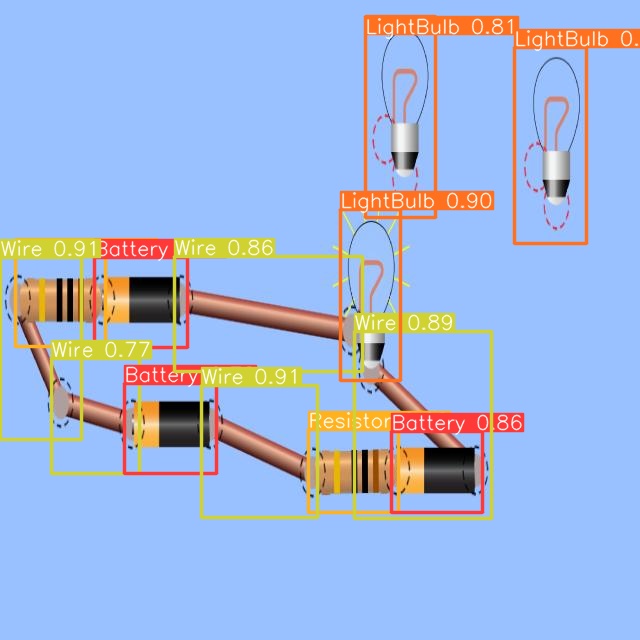 LightBulb 0.81
LightBulb 0.
LightBulb 0.90
Wire 0.91
Battery
Wire 0.86
Wire 0.89
Wire 0.77
Battery
Wire 0.91
Resistor
Battery 0.86